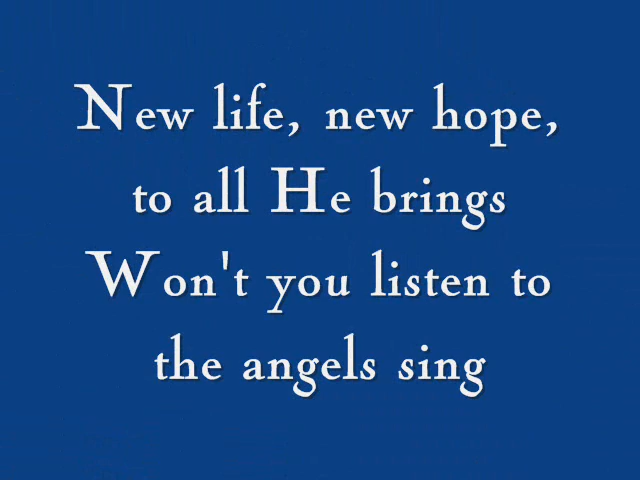 New life, new hope,
to all He brings
Won't you listen to
the angels sing